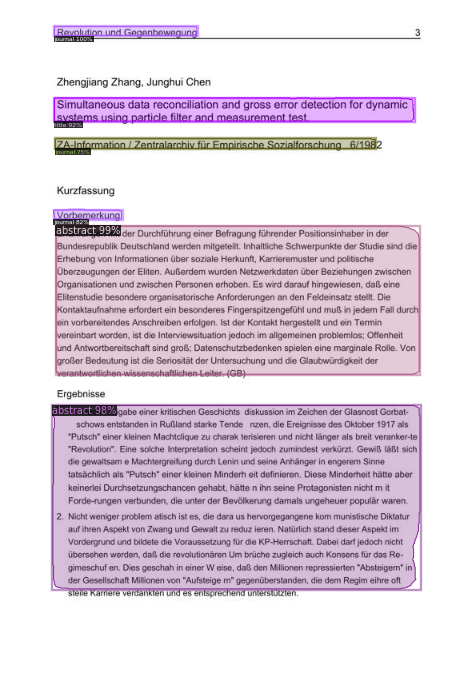 Revolution und Gegenbewegung 3
journal 100%
Zhengjiang Zhang, Junghui Chen
Simultaneous data reconciliation and gross error detection for dynamic
systems using particle filter and measurement test.
title 92%
ZA-Information / Zentralarchiv für Empirische Sozialforschung 6/1982
journal 75%
Kurzfassung
Vorbemerkung
journal 82%
abstract 99% der Durchführung einer Befragung führender Positionsinhaber in der
Bundesrepublik Deutschland werden mitgeteilt. Inhaltliche Schwerpunkte der Studie sind die
Erhebung von Informationen über soziale Herkunft, Karrieremuster und politische
Überzeugungen der Eliten. Außerdem wurden Netzwerkdaten über Beziehungen zwischen
Organisationen und zwischen Personen erhoben. Es wird darauf hingewiesen, daß eine
Elitenstudie besondere organisatorische Anforderungen an den Feldeinsatz stellt. Die
Kontaktaufnahme erfordert ein besonderes Fingerspitzengefühl und muß in jedem Fall durch
ein vorbereitendes Anschreiben erfolgen. Ist der Kontakt hergestellt und ein Termin
vereinbart worden, ist die Interviewsituation jedoch im allgemeinen problemlos; Offenheit
und Antwortbereitschaft sind groß; Datenschutzbedenken spielen eine marginale Rolle. Von
großer Bedeutung ist die Seriosität der Untersuchung und die Glaubwürdigkeit der
verantwortlichen wissenschaftlichen Leiter. (GB)
Ergebnisse
abstract 98% gabe einer kritischen Geschichts diskussion im Zeichen der Glasnost Gorbat-
schows entstanden in Rußland starke Tende nzen, die Ereignisse des Oktober 1917 als
"Putsch" einer kleinen Machtclique zu charak terisieren und nicht länger als breit veranker-te
"Revolution". Eine solche Interpretation scheint jedoch zumindest verkürzt. Gewiß läßt sich
die gewaltsam e Machtergreifung durch Lenin und seine Anhänger in engerem Sinne
tatsächlich als "Putsch" einer kleinen Minderh eit definieren. Diese Minderheit hätte aber
keinerlei Durchsetzungschancen gehabt, hätte n ihn seine Protagonisten nicht m it
Forde-rungen verbunden, die unter der Bevölkerung damals ungeheuer populär waren.
2. Nicht weniger problem atisch ist es, die dara us hervorgegangene kom munistische Diktatur
auf ihren Aspekt von Zwang und Gewalt zu reduz ieren. Natürlich stand dieser Aspekt im
Vordergrund und bildete die Voraussetzung für die KP-Herrschaft. Dabei darf jedoch nicht
übersehen werden, daß die revolutionären Um brüche zugleich auch Konsens für das Re-
gimeschuf en. Dies geschah in einer W eise, daß den Millionen repressierten "Absteigern" in
der Gesellschaft Millionen von "Aufsteige rn" gegenüberstanden, die dem Regim eihre oft
steile Karriere verdankten und es entsprechend unterstützten.